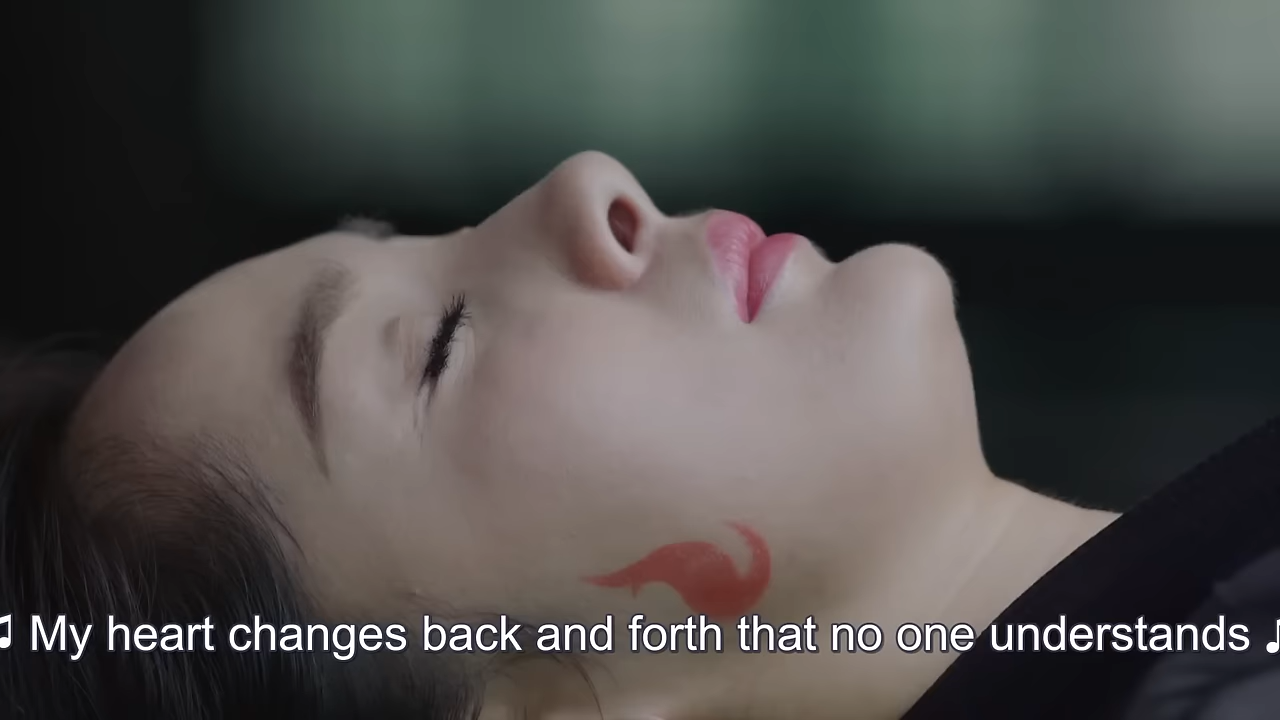 ♫ My heart changes back and forth that no one understands ♫